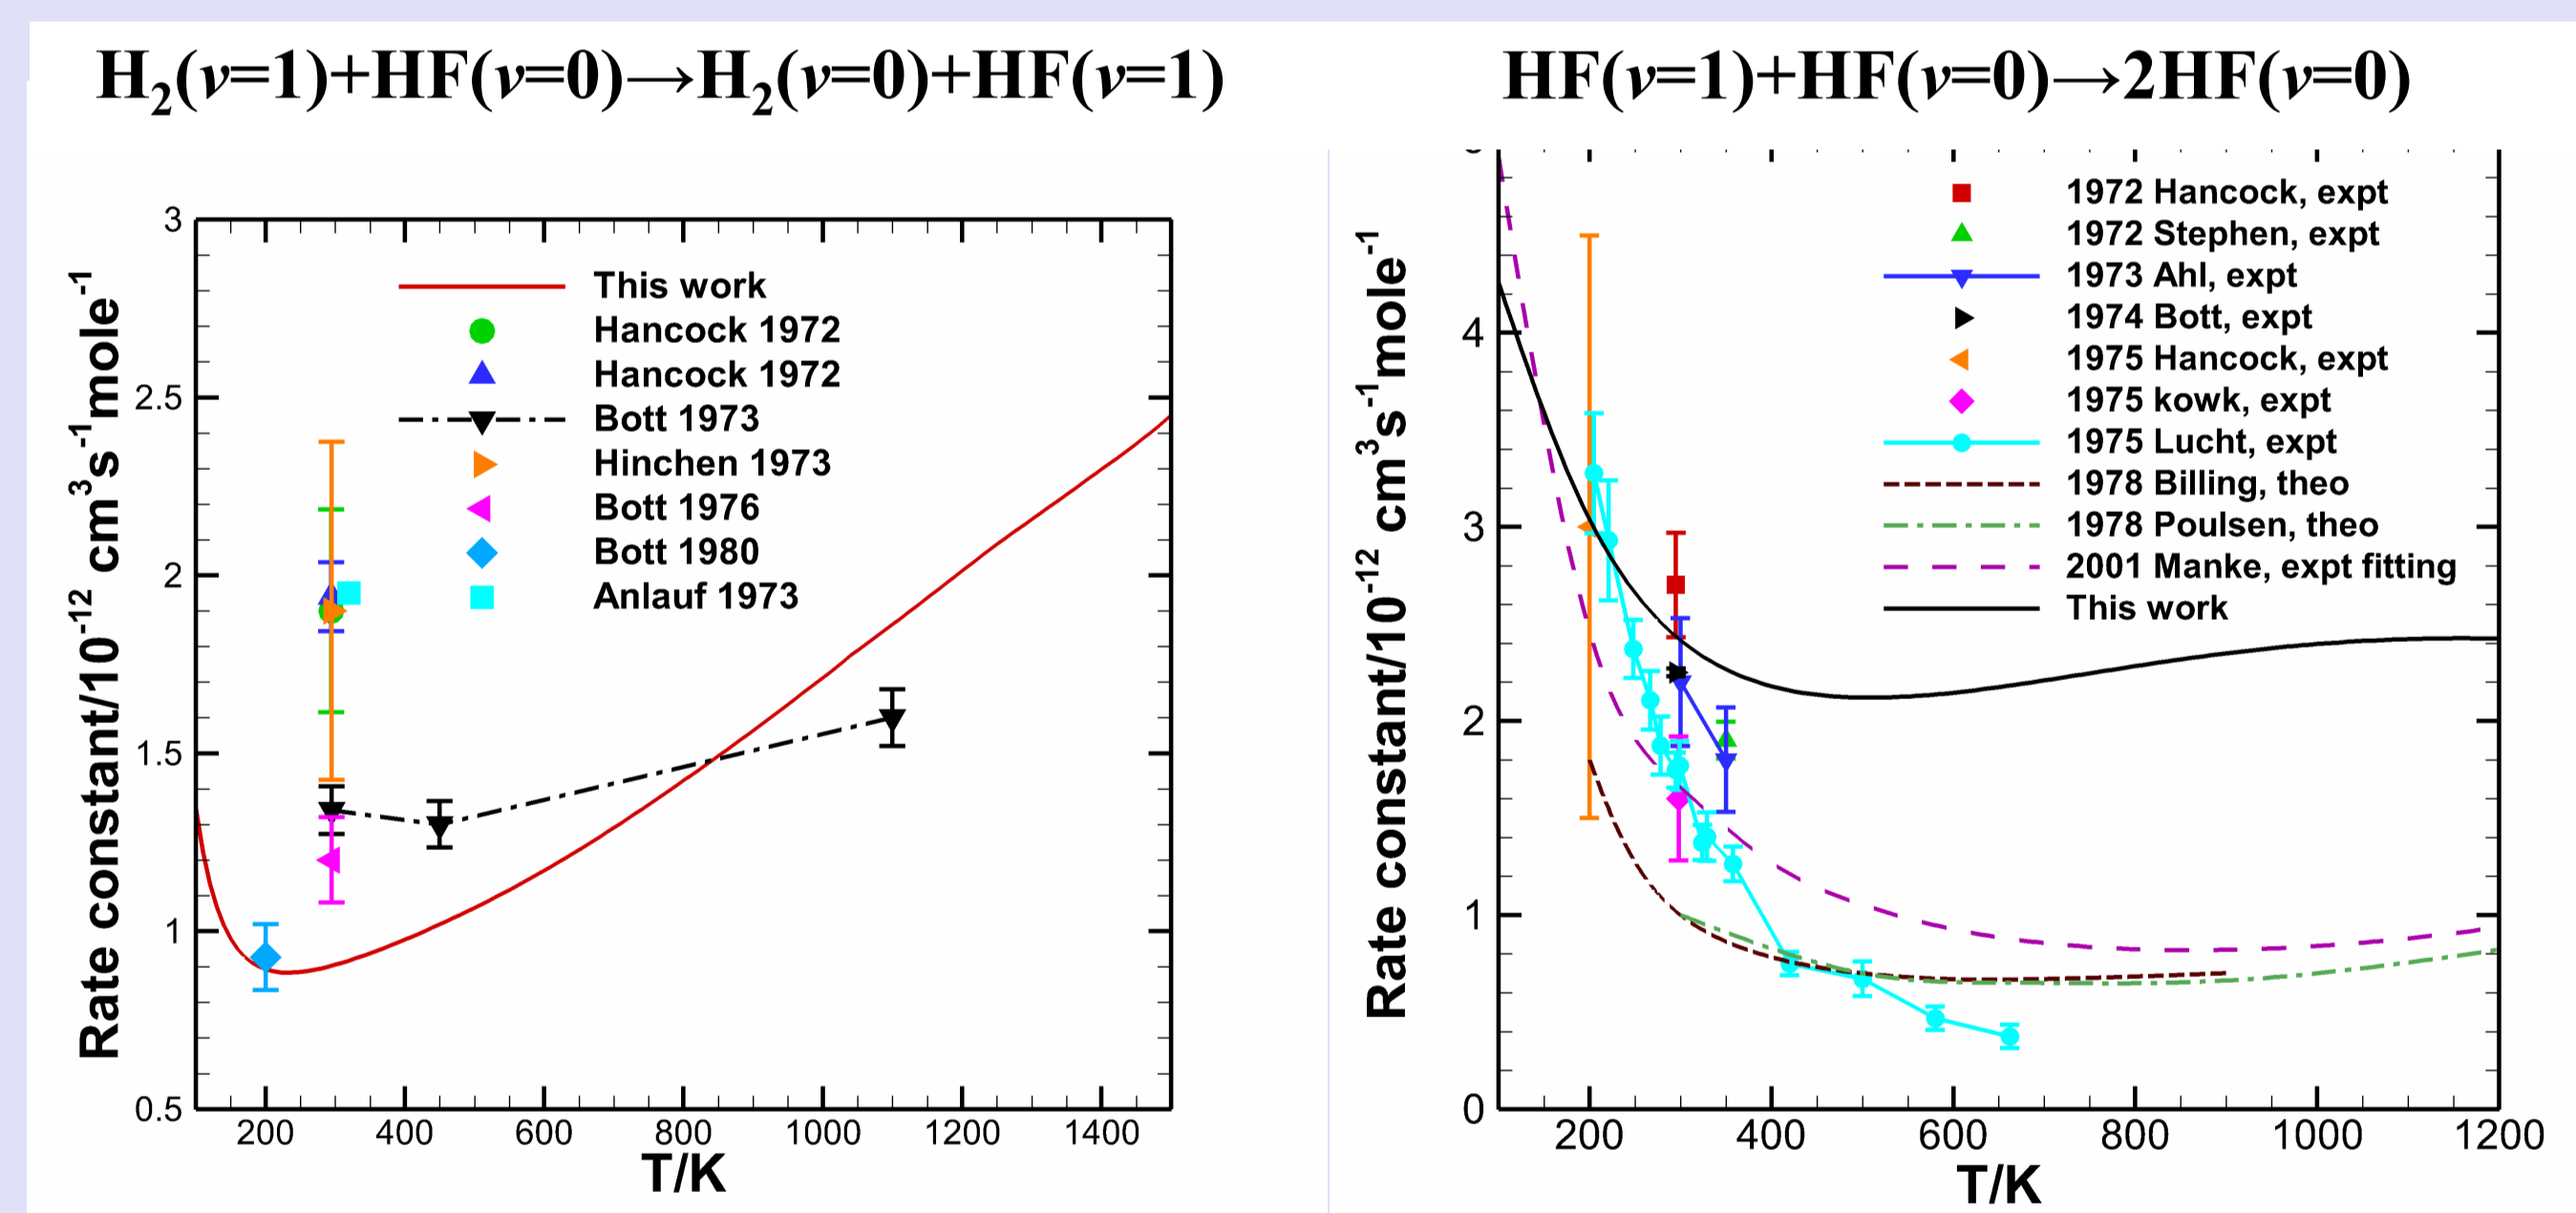 H₂(v=1)+HF(v=0)→H₂(v=0)+HF(v=1)
Rate constant/10⁻¹² cm³s⁻¹mole⁻¹
3
2.5
2
1.5
1
0.5
This work
Hancock 1972
Hancock 1972
Bott 1973
Hinchen 1973
Bott 1976
Bott 1980
Anlauf 1973
200 400 600 800 1000 1200 1400
T/K
HF(v=1)+HF(v=0)→2HF(v=0)
Rate constant/10⁻¹² cm³s⁻¹mole⁻¹
4
3
2
1
0
1972 Hancock, expt
1972 Stephen, expt
1973 Ahl, expt
1974 Bott, expt
1975 Hancock, expt
1975 kowk, expt
1975 Lucht, expt
1978 Billing, theo
1978 Poulsen, theo
2001 Manke, expt fitting
This work
200 400 600 800 1000 1200
T/K